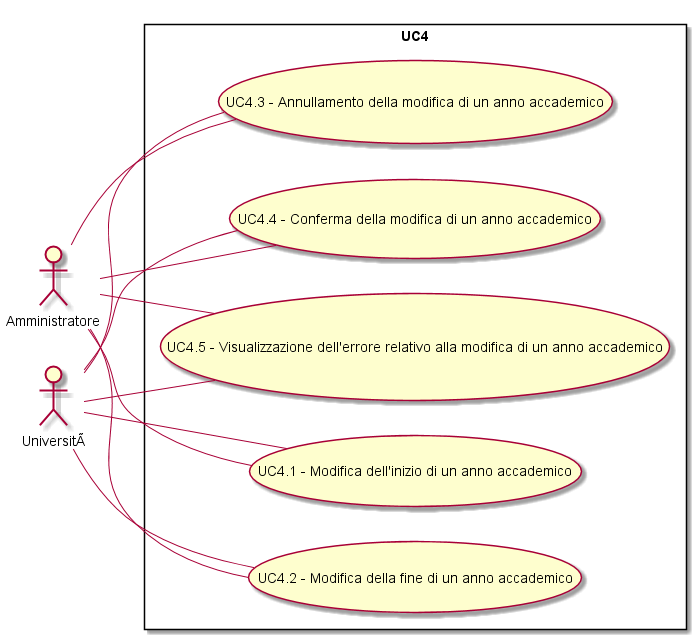 UC4
UC4.3 - Annullamento della modifica di un anno accademico
UC4.4 - Conferma della modifica di un anno accademico
Amministratore
UC4.5 - Visualizzazione dell'errore relativo alla modifica di un anno accademico
UniversitÃ
UC4.1 - Modifica dell'inizio di un anno accademico
UC4.2 - Modifica della fine di un anno accademico